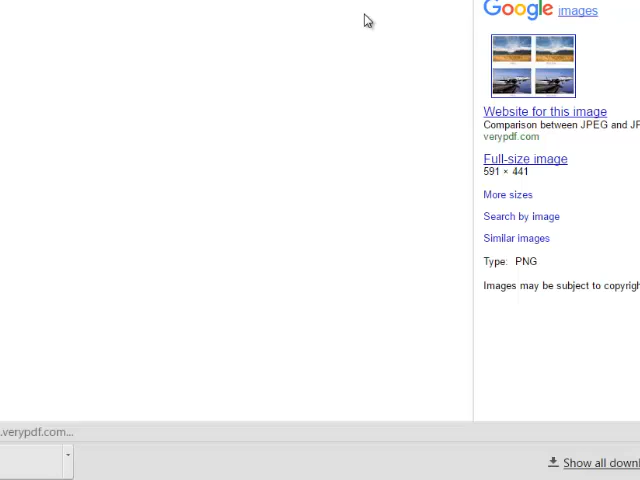 Google images
Website for this image
Comparison between JPEG and JP
verypdf.com
Full-size image
591 × 441
More sizes
Search by image
Similar images
Type: PNG
Images may be subject to copyrigh
.verypdf.com...
Show all downl